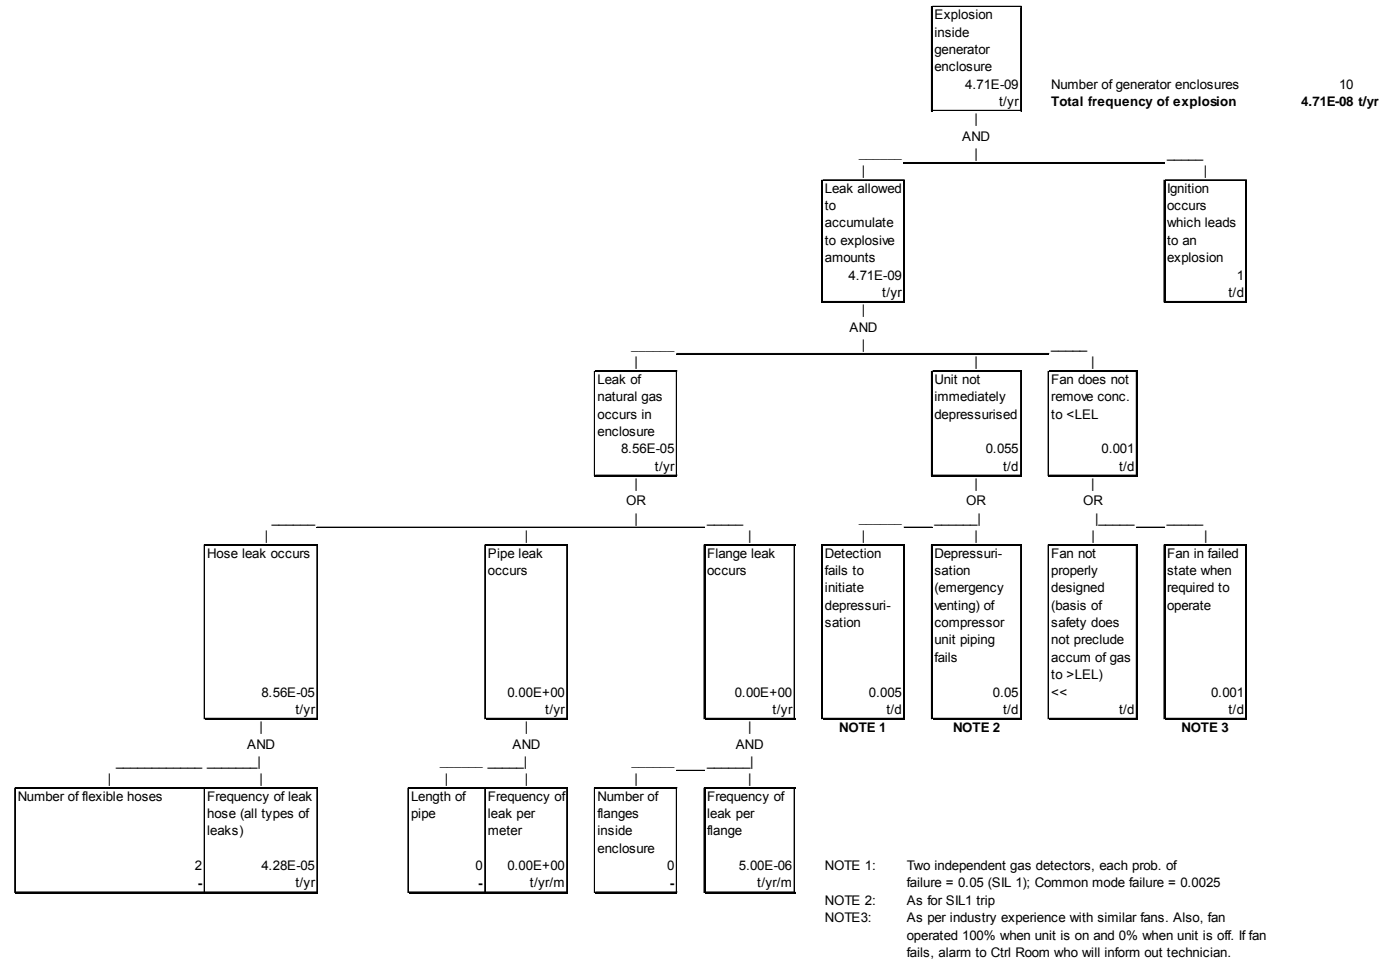 Explosion
inside
generator
enclosure
4.71E-09
t/yr
Number of generator enclosures 10
Total frequency of explosion 4.71E-08 t/yr
AND
Leak allowed
to
accumulate
to explosive
amounts
4.71E-09
t/yr
Ignition
occurs
which leads
to an
explosion
1
t/d
AND
Leak of
natural gas
occurs in
enclosure
8.56E-05
t/yr
Unit not
immediately
depressurised
0.055
t/d
Fan does not
remove conc.
to <LEL
0.001
t/d
OR
OR
OR
Hose leak occurs
8.56E-05
t/yr
Pipe leak
occurs
0.00E+00
t/yr
Flange leak
occurs
0.00E+00
t/yr
Detection
fails to
initiate
depressuri-
sation
0.005
t/d
NOTE 1
Depressuri-
sation
(emergency
venting) of
compressor
unit piping
fails
0.05
t/d
NOTE 2
Fan not
properly
designed
(basis of
safety does
not preclude
accum of gas
to >LEL)
<<
t/d
Fan in failed
state when
required to
operate
0.001
t/d
NOTE 3
AND
AND
AND
Number of flexible hoses
2
-
Frequency of leak
hose (all types of
leaks)
4.28E-05
t/yr
Length of
pipe
0
-
Frequency of
leak per
meter
0.00E+00
t/yr/m
Number of
flanges
inside
enclosure
0
-
Frequency of
leak per
flange
5.00E-06
t/yr/m
NOTE 1: Two independent gas detectors, each prob. of
failure = 0.05 (SIL 1); Common mode failure = 0.0025
NOTE 2: As for SIL1 trip
NOTE3: As per industry experience with similar fans. Also, fan
operated 100% when unit is on and 0% when unit is off. If fan
fails, alarm to Ctrl Room who will inform out technician.